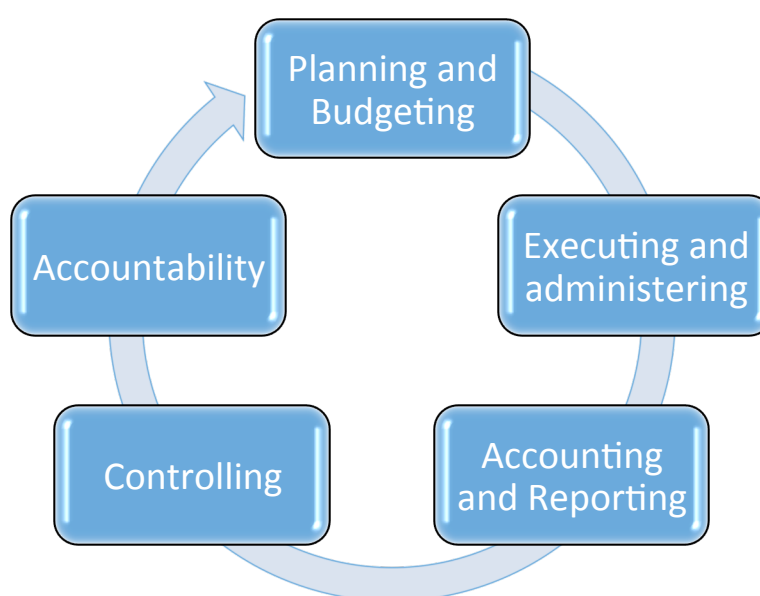 Planning and
Budgeting
Executing and
administering
Accounting
and Reporting
Controlling
Accountability